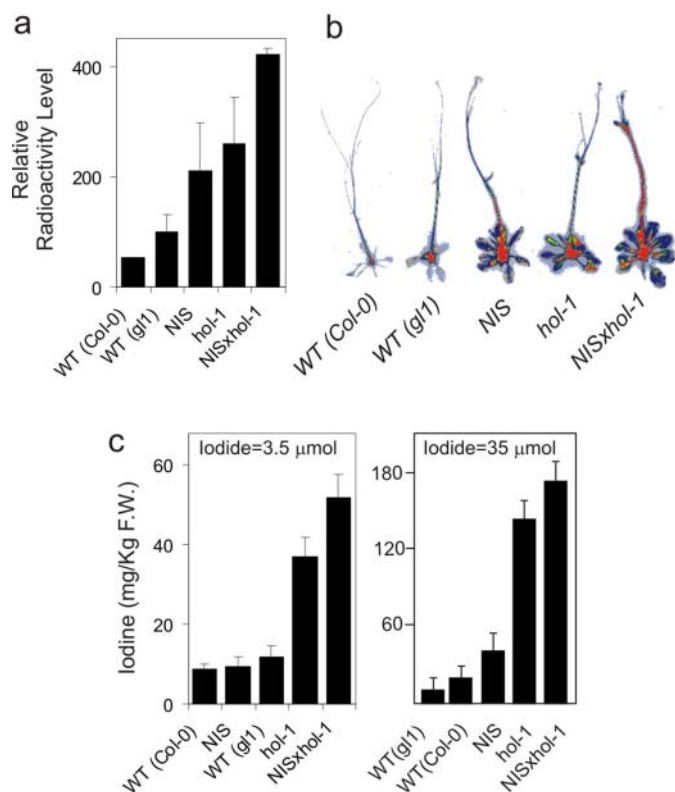 a
Relative
Radioactivity Level
400
200
0
WT (Col-0)
WT (gl1)
NIS
hol-1
NISxhol-1
b
WT (Col-0)
WT (gl1)
NIS
hol-1
NISxhol-1
c
Iodine (mg/Kg F.W.)
Iodide=3.5 μmol
60
40
20
0
WT (Col-0)
NIS
WT (gl1)
hol-1
NISxhol-1
Iodide=35 μmol
180
120
60
WT(gl1)
WT(Col-0)
NIS
hol-1
NISxhol-1